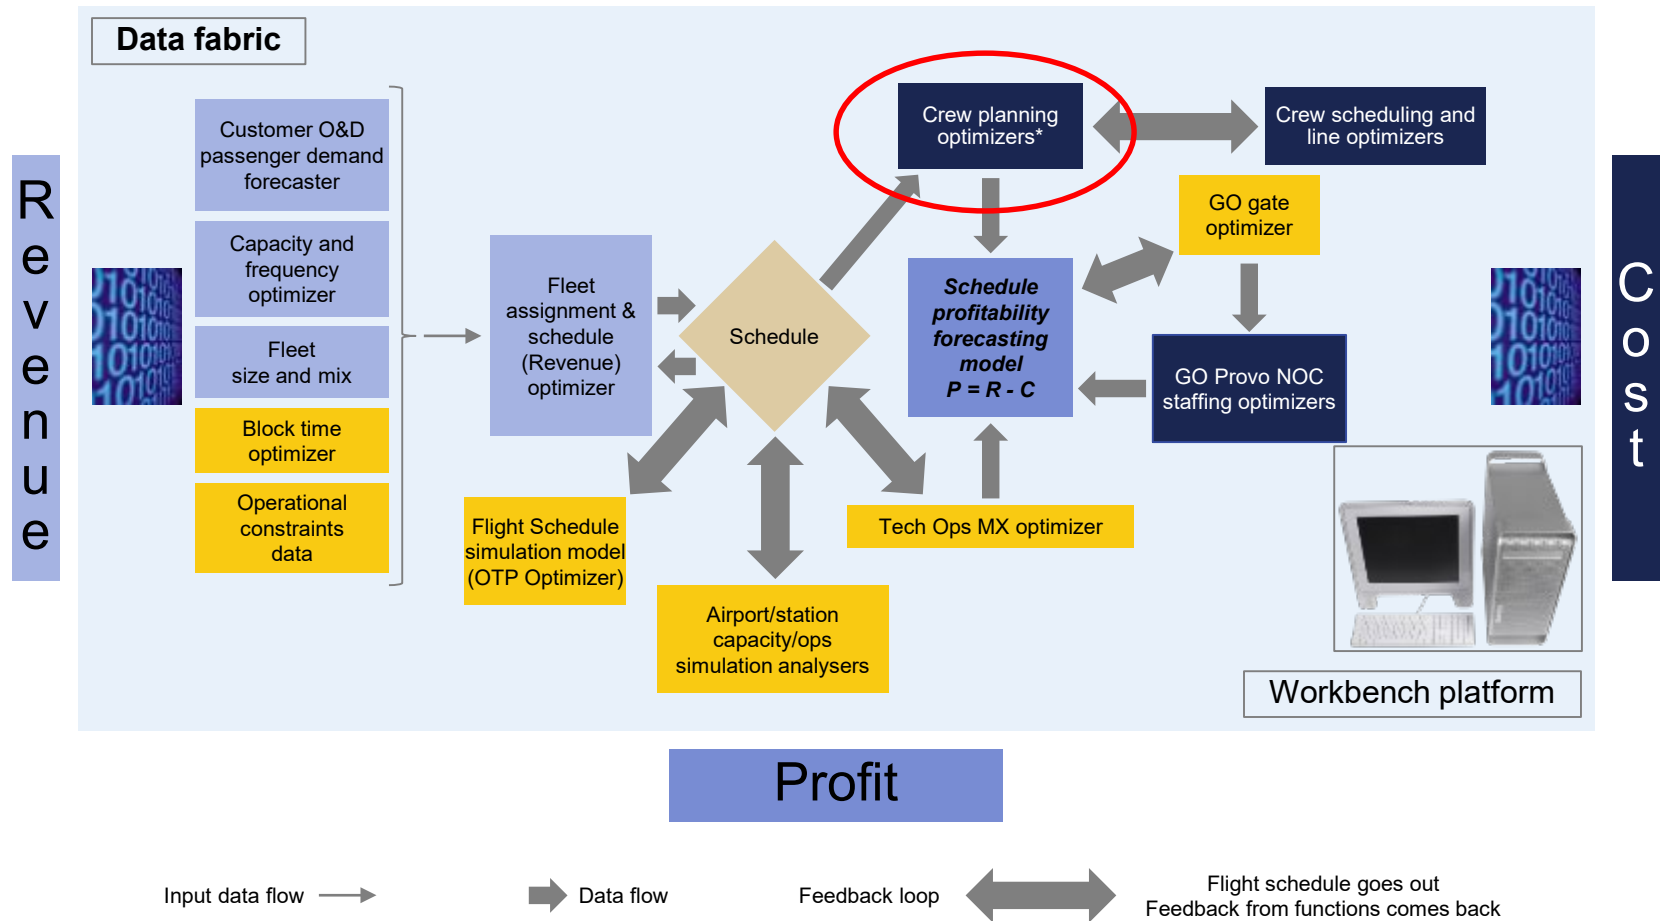 Data fabric
Revenue
Customer O&D
passenger demand
forecaster
Capacity and
frequency
optimizer
Fleet
size and mix
Block time
optimizer
Operational
constraints
data
Fleet
assignment &
schedule
(Revenue)
optimizer
Schedule
Flight Schedule
simulation model
(OTP Optimizer)
Airport/station
capacity/ops
simulation analysers
Tech Ops MX optimizer
Crew planning
optimizers*
Crew scheduling and
line optimizers
Schedule
profitability
forecasting
model
P = R - C
GO gate
optimizer
GO Provo NOC
staffing optimizers
Cost
Workbench platform
Profit
Input data flow
Data flow
Feedback loop
Flight schedule goes out
Feedback from functions comes back